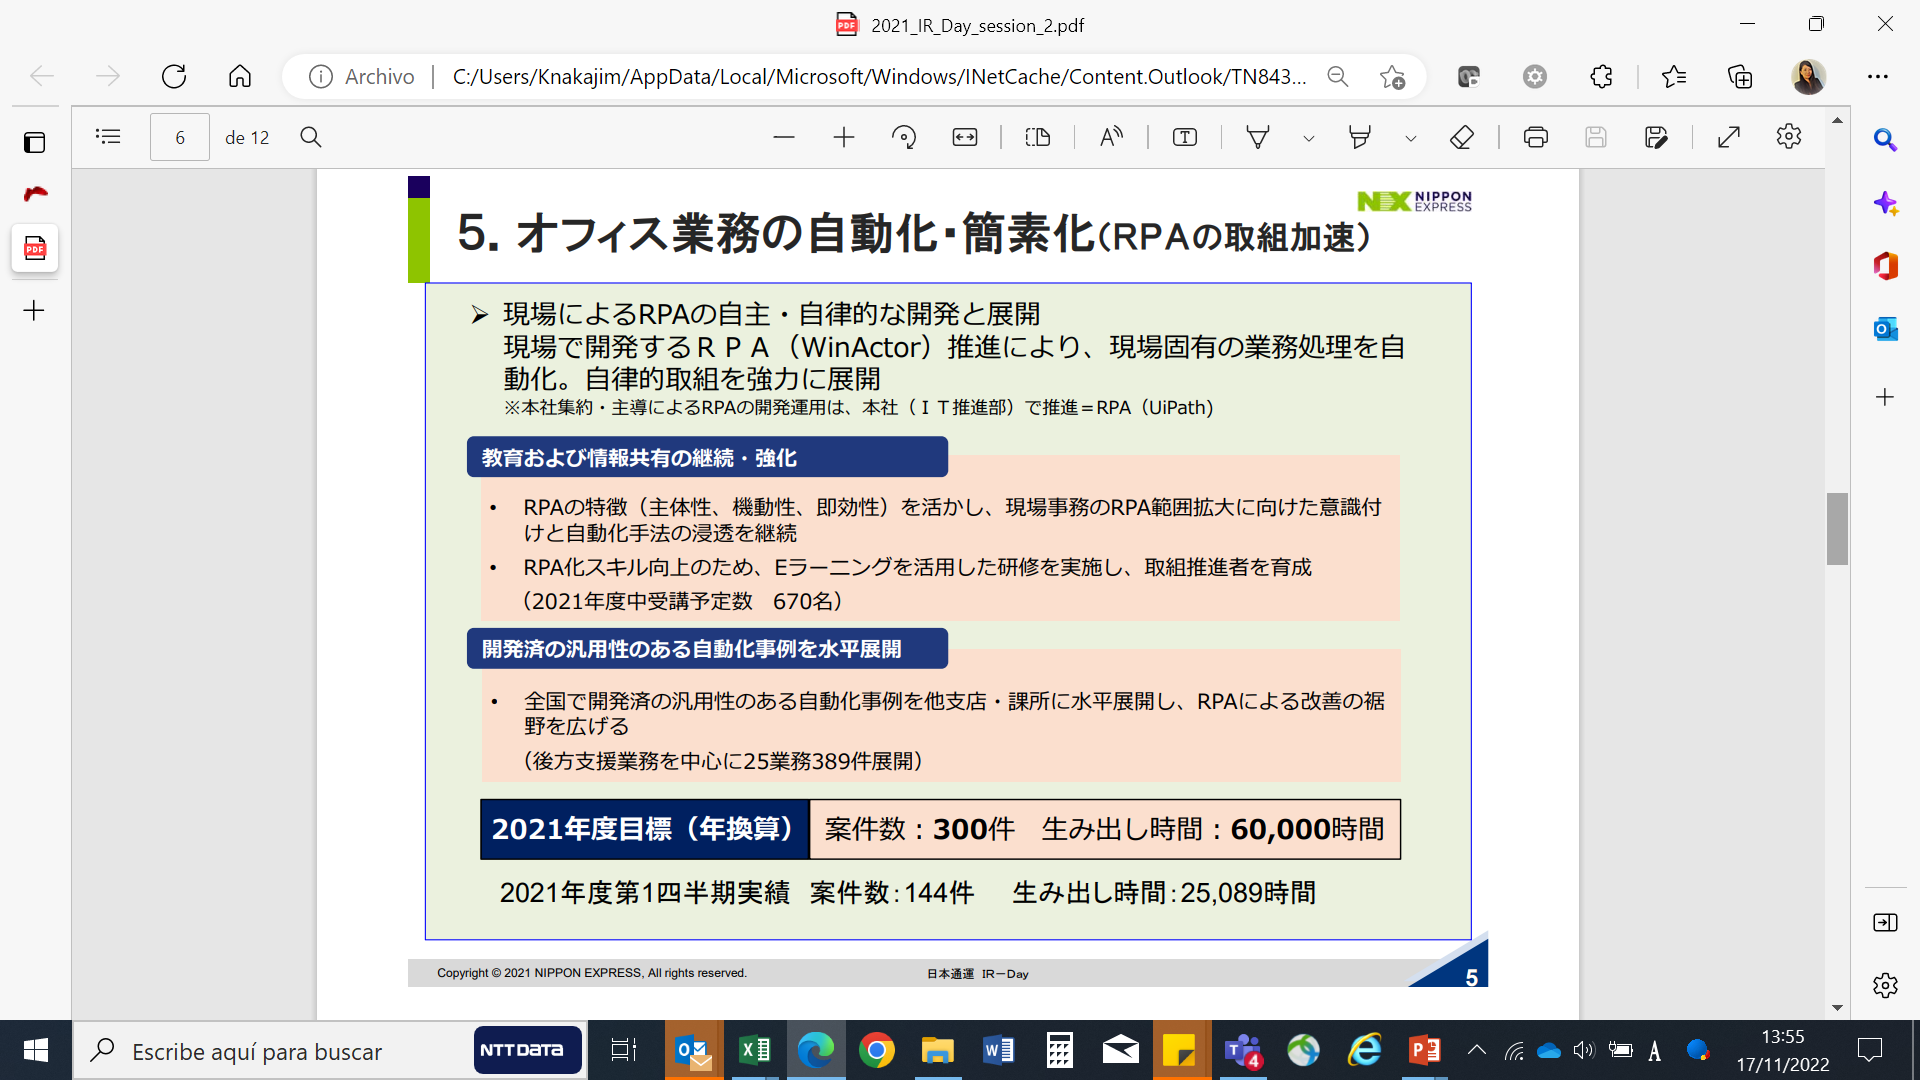 2021_IR_Day_session_2.pdf
Archivo
C:/Users/Knakajim/AppData/Local/Microsoft/Windows/INetCache/Content.Outlook/TN843...
6
de 12
NEX NIPPON EXPRESS
5. オフィス業務の自動化・簡素化（RPAの取組加速）
➢ 現場によるRPAの自主・自律的な開発と展開
現場で開発するＲＰＡ（WinActor）推進により、現場固有の業務処理を自
動化。自律的取組を強力に展開
※本社集約・主導によるRPAの開発運用は、本社（ＩＴ推進部）で推進＝RPA（UiPath)
教育および情報共有の継続・強化
• RPAの特徴（主体性、機動性、即効性）を活かし、現場事務のRPA範囲拡大に向けた意識付
けと自動化手法の浸透を継続
• RPA化スキル向上のため、Eラーニングを活用した研修を実施し、取組推進者を育成
（2021年度中受講予定数　670名）
開発済の汎用性のある自動化事例を水平展開
• 全国で開発済の汎用性のある自動化事例を他支店・課所に水平展開し、RPAによる改善の裾
野を広げる
（後方支援業務を中心に25業務389件展開）
2021年度目標（年換算） 案件数：300件　生み出し時間：60,000時間
2021年度第1四半期実績　案件数：144件　生み出し時間：25,089時間
Copyright © 2021 NIPPON EXPRESS, All rights reserved.
日本通運 IR－Day
5
Escribe aquí para buscar
NTT DATA
4
A
13:55
17/11/2022